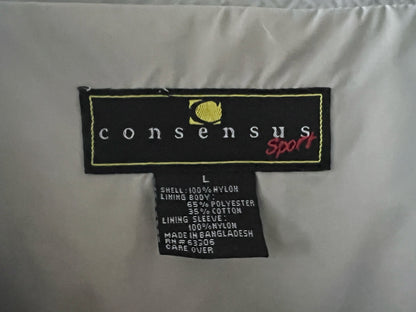 consensus
Sport
L
SHELL: 100% NYLON
LINING BODY:
65% POLYESTER
35% COTTON
LINING SLEEVE:
100% NYLON
MADE IN BANGLADESH
RN# 63306
CARE OVER